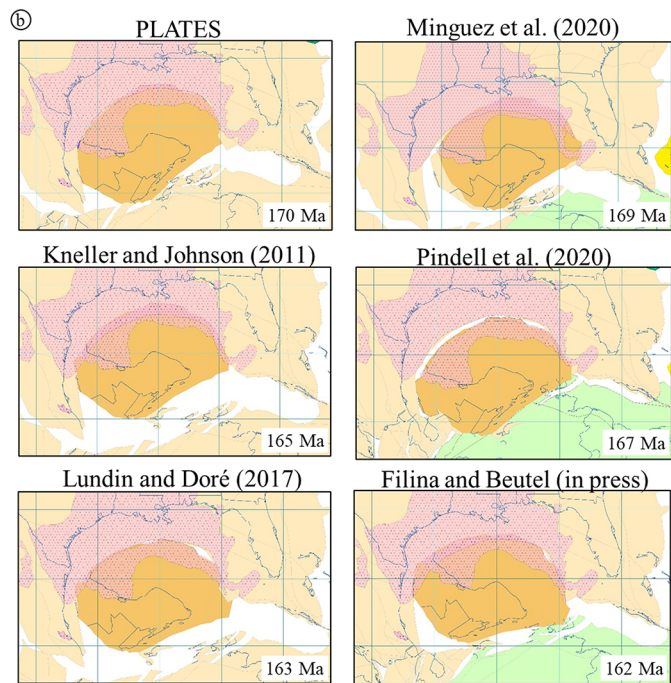 b
PLATES
Minguez et al. (2020)
170 Ma
169 Ma
Kneller and Johnson (2011)
Pindell et al. (2020)
165 Ma
167 Ma
Lundin and Doré (2017)
Filina and Beutel (in press)
163 Ma
162 Ma